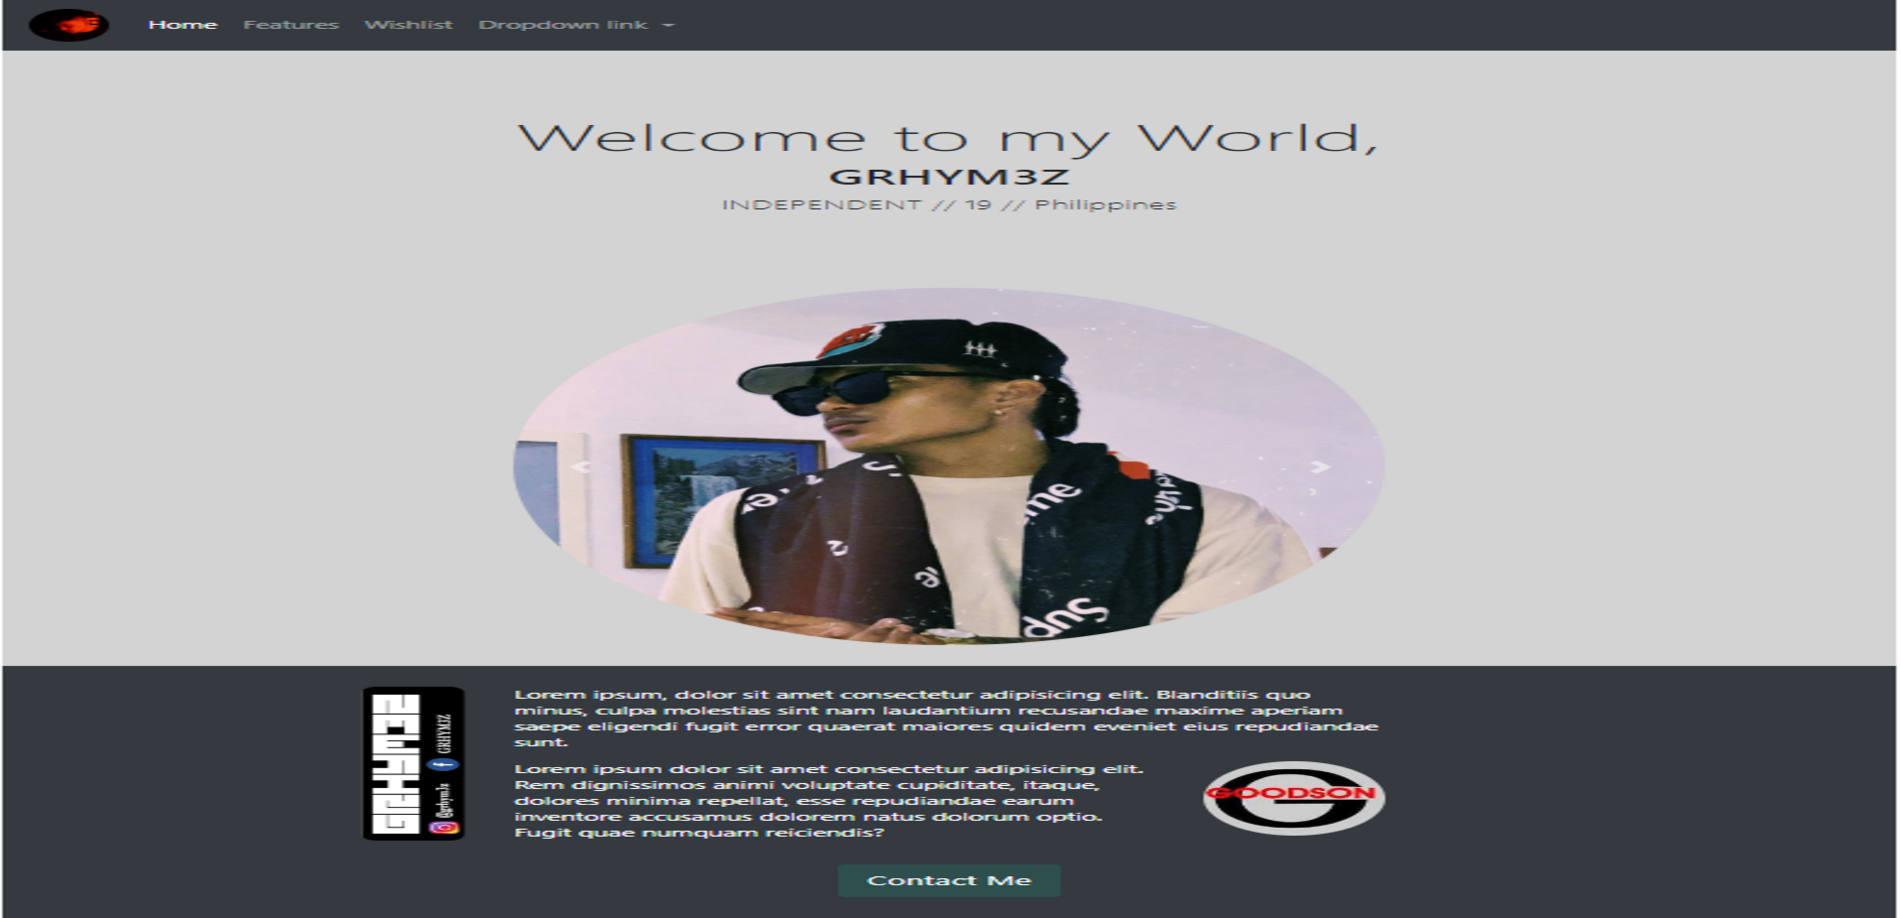 Home Features Wishlist Dropdown link
Welcome to my World,
GRHYM3Z
INDEPENDENT // 19 // Philippines
me
Sup
Lorem ipsum, dolor sit amet consectetur adipisicing elit. Blanditiis quo
minus, culpa molestias sint nam laudantium recusandae maxime aperiam
saepe eligendi fugit error quaerat maiores quidem eveniet eius repudiandae
sunt.
@grhym3z GRHYM3Z
Lorem ipsum dolor sit amet consectetur adipisicing elit.
Rem dignissimos animi voluptate cupiditate, itaque,
dolores minima repellat, esse repudiandae earum
inventore accusamus dolorem natus dolorum optio.
Fugit quae numquam reiciendis?
GOODSON
Contact Me